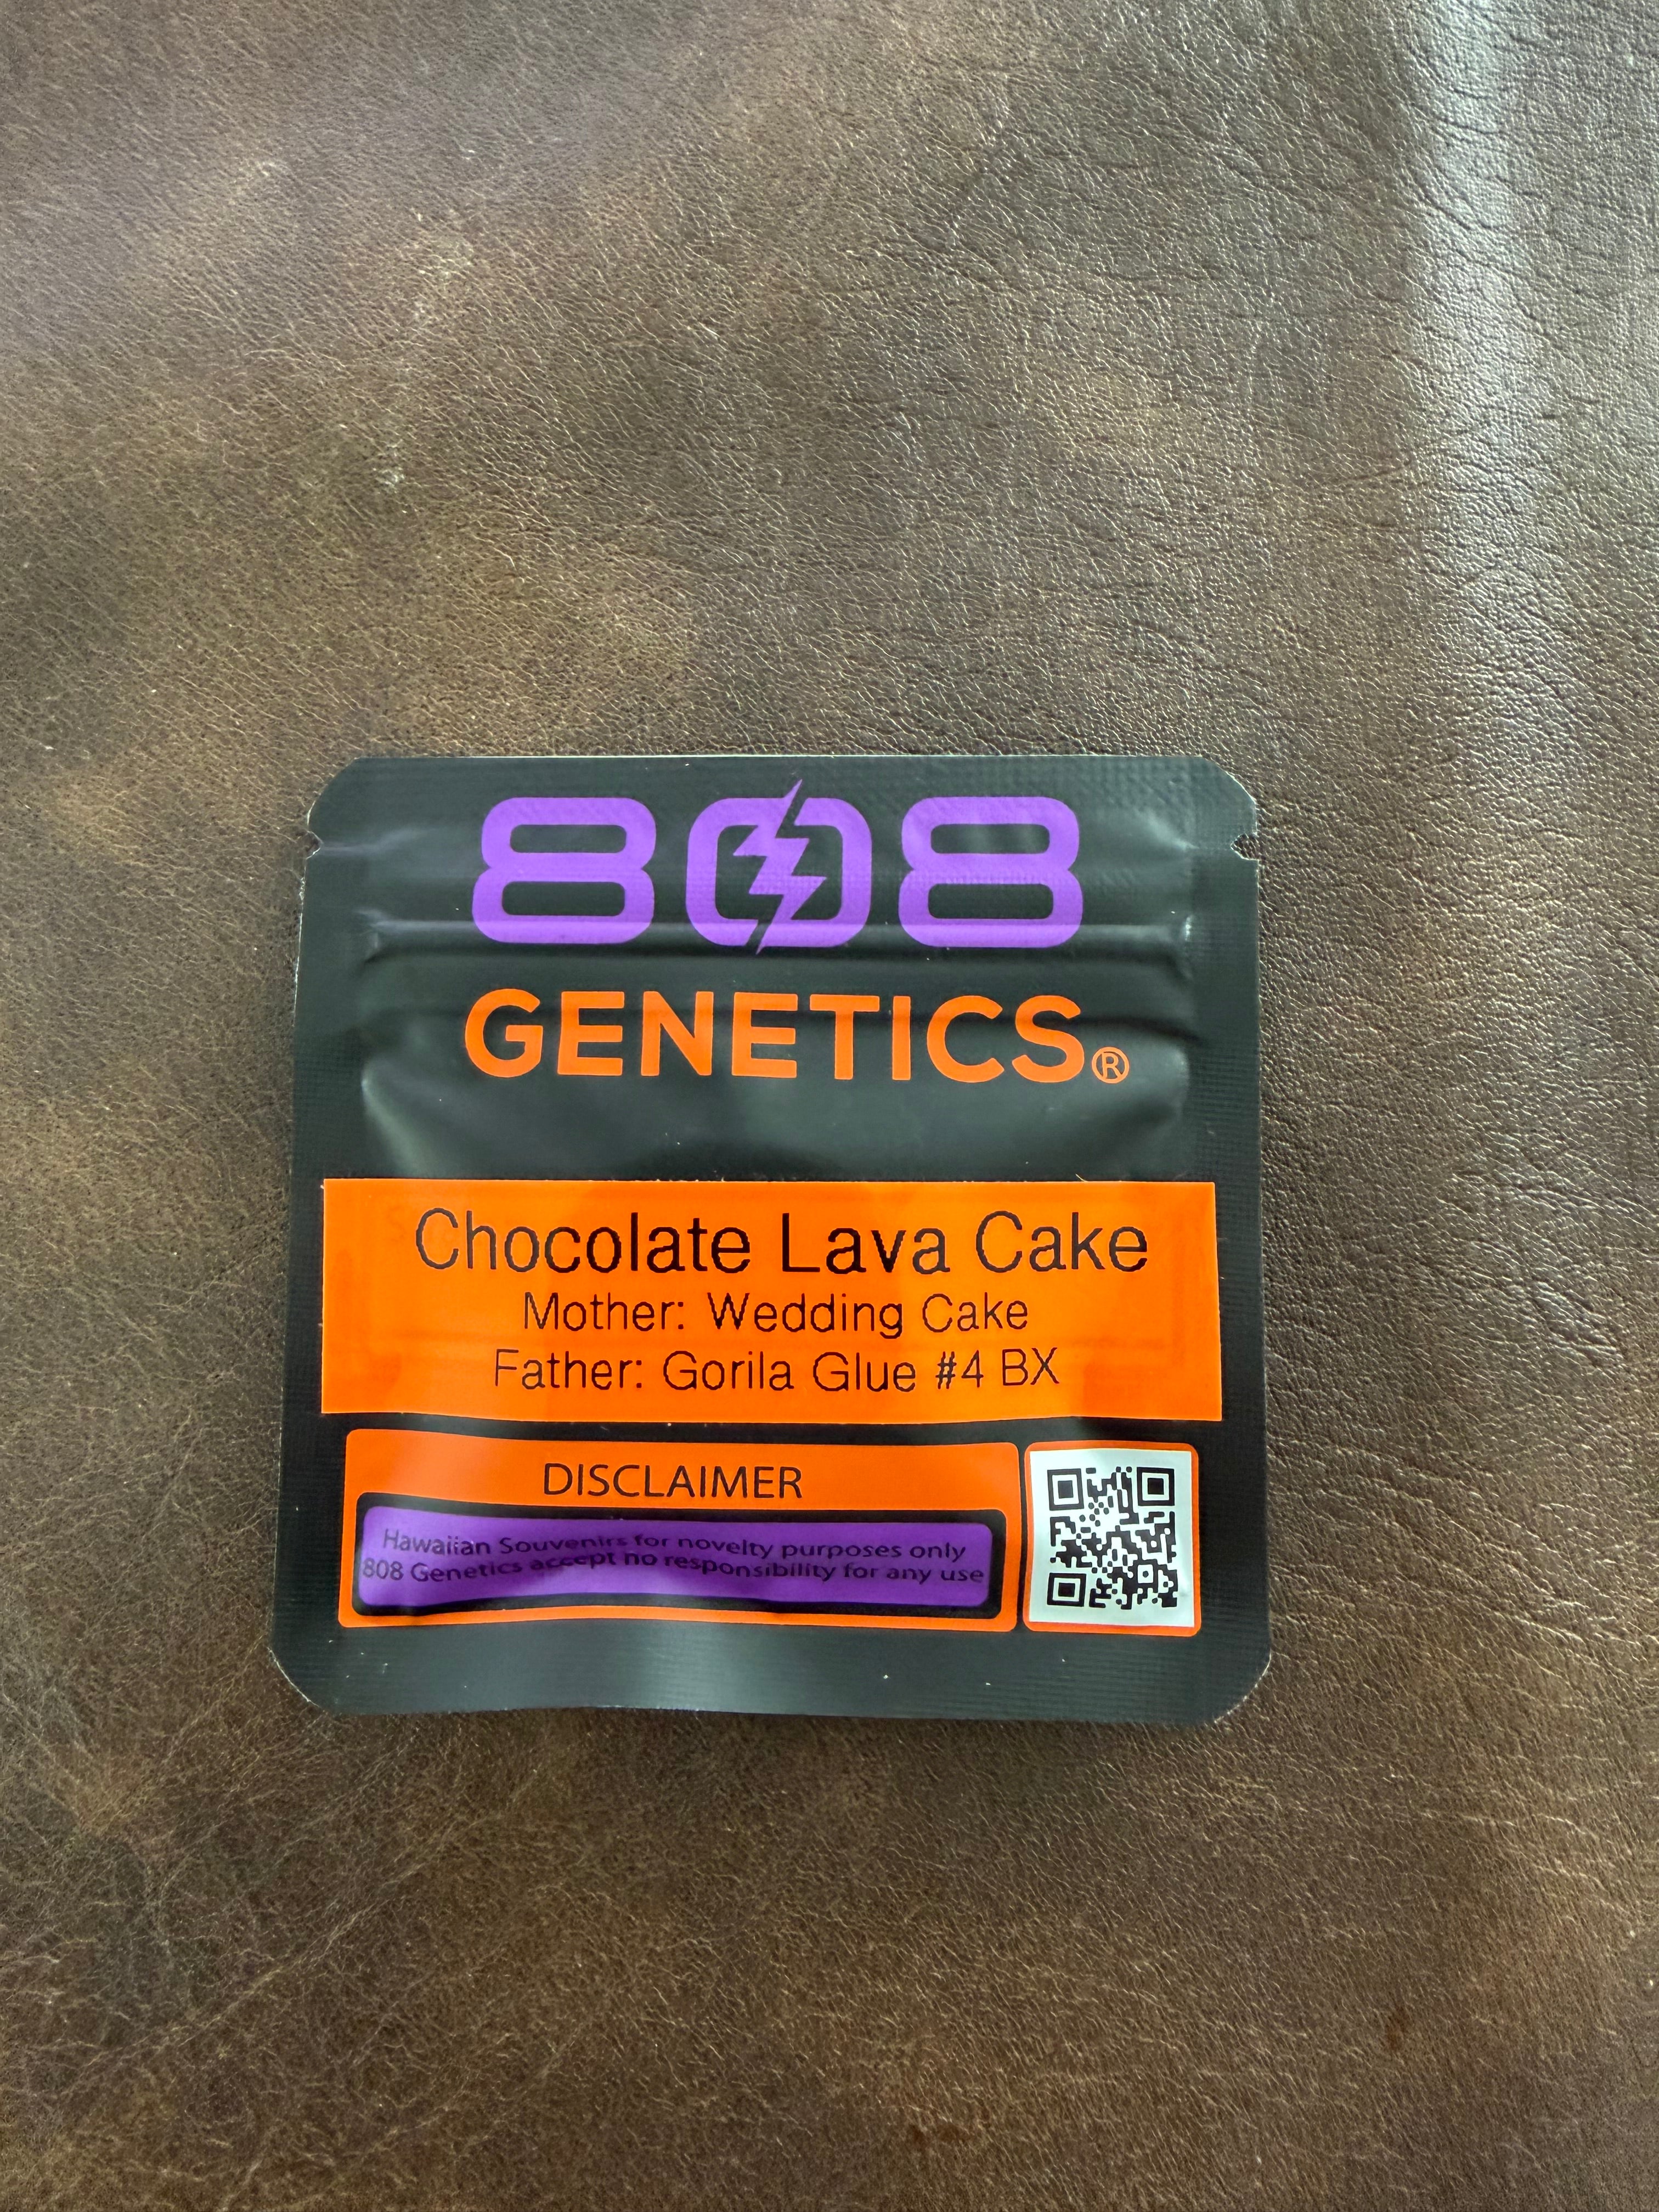 808
GENETICS®
Chocolate Lava Cake
Mother: Wedding Cake
Father: Gorila Glue #4 BX
DISCLAIMER
Hawaiian Souvenirs for novelty purposes only
808 Genetics accept no responsibility for any use